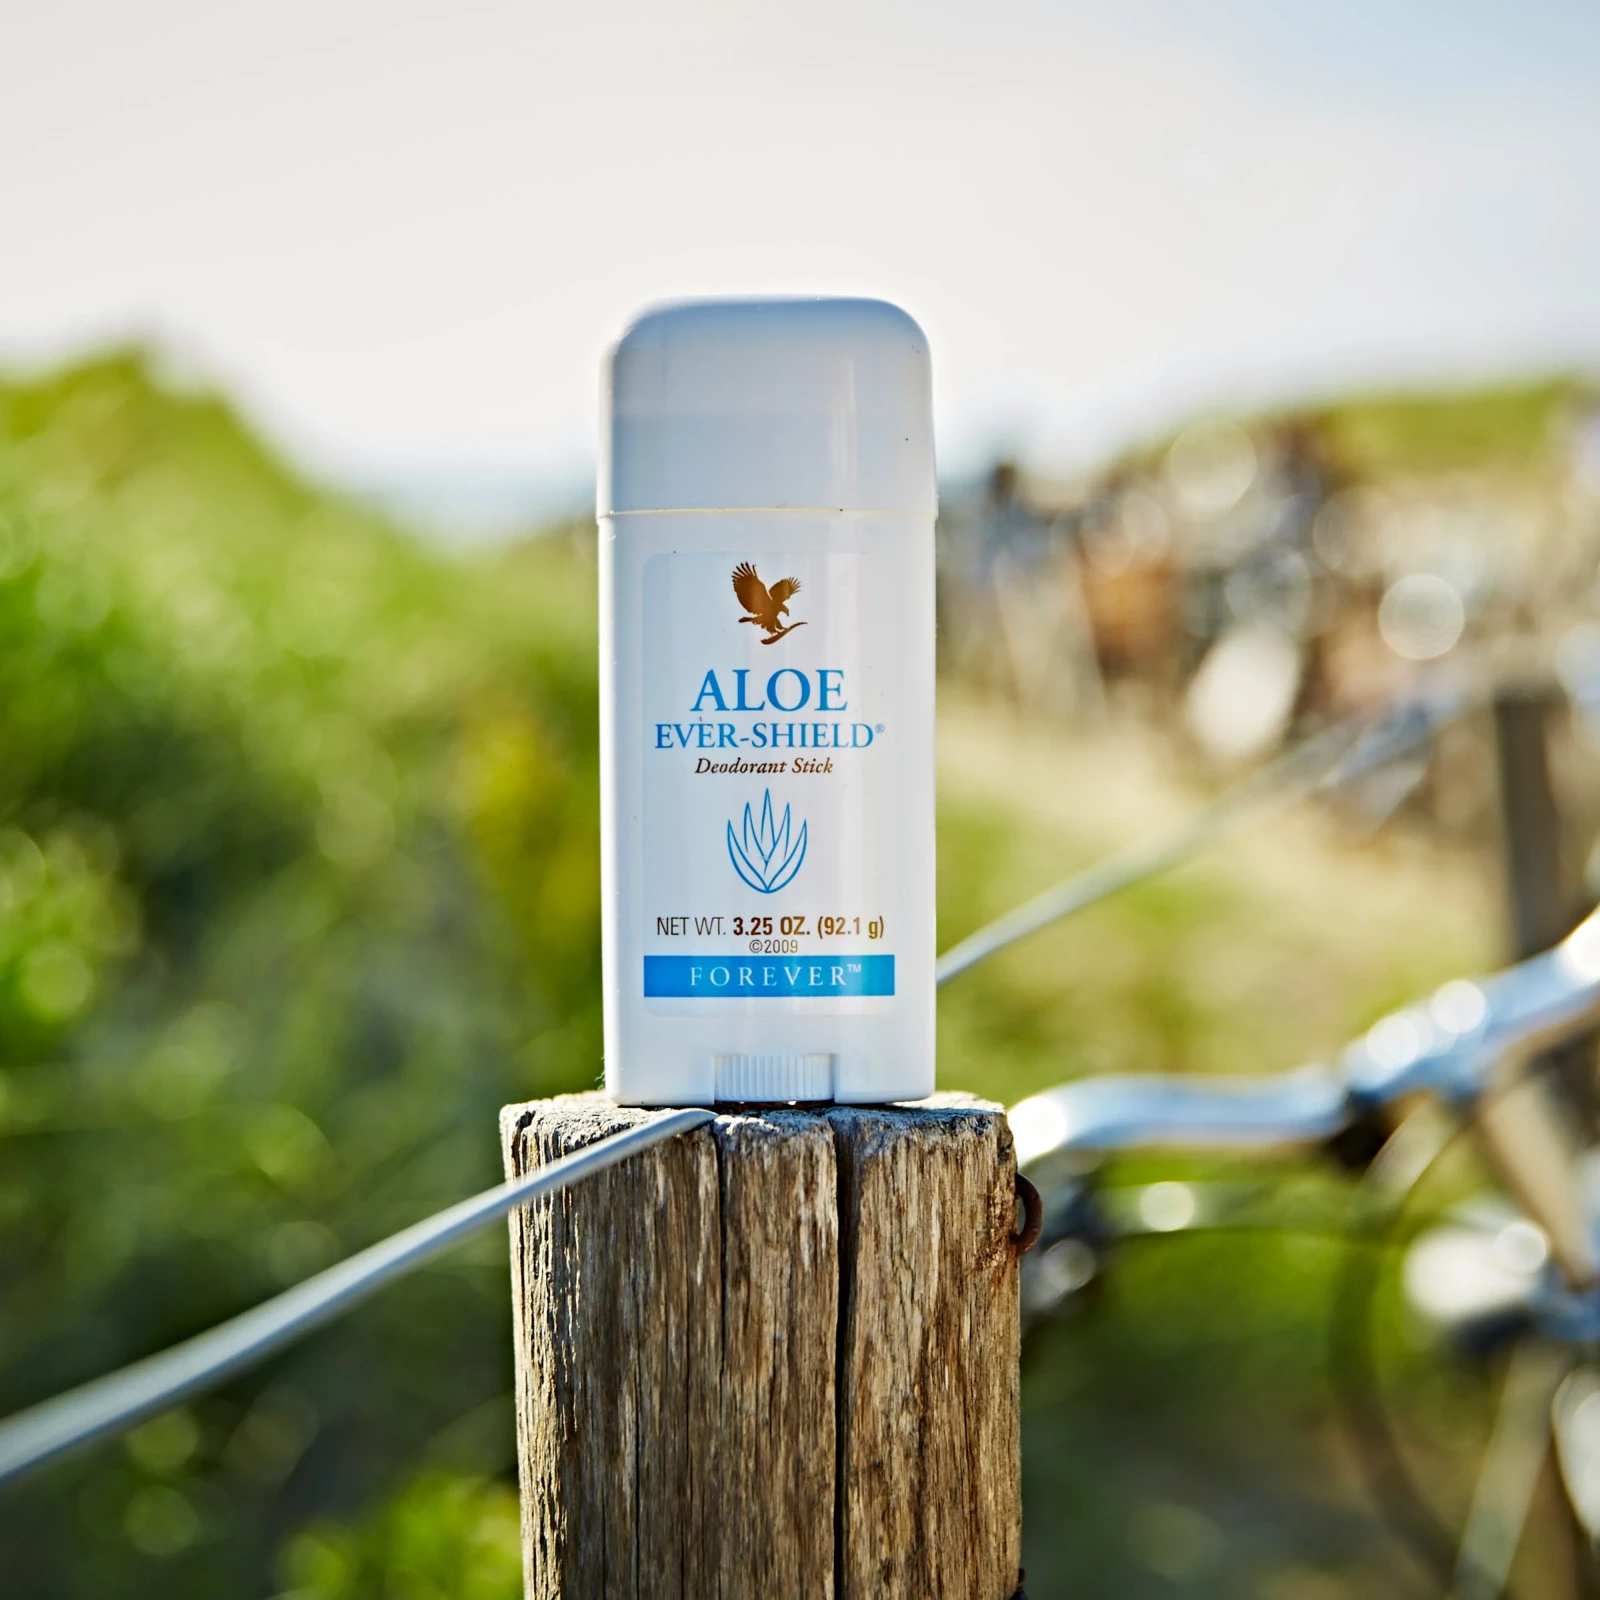 ALOE
EVER-SHIELD®
Deodorant Stick
NET WT. 3.25 OZ. (92.1 g)
©2009
FOREVER™